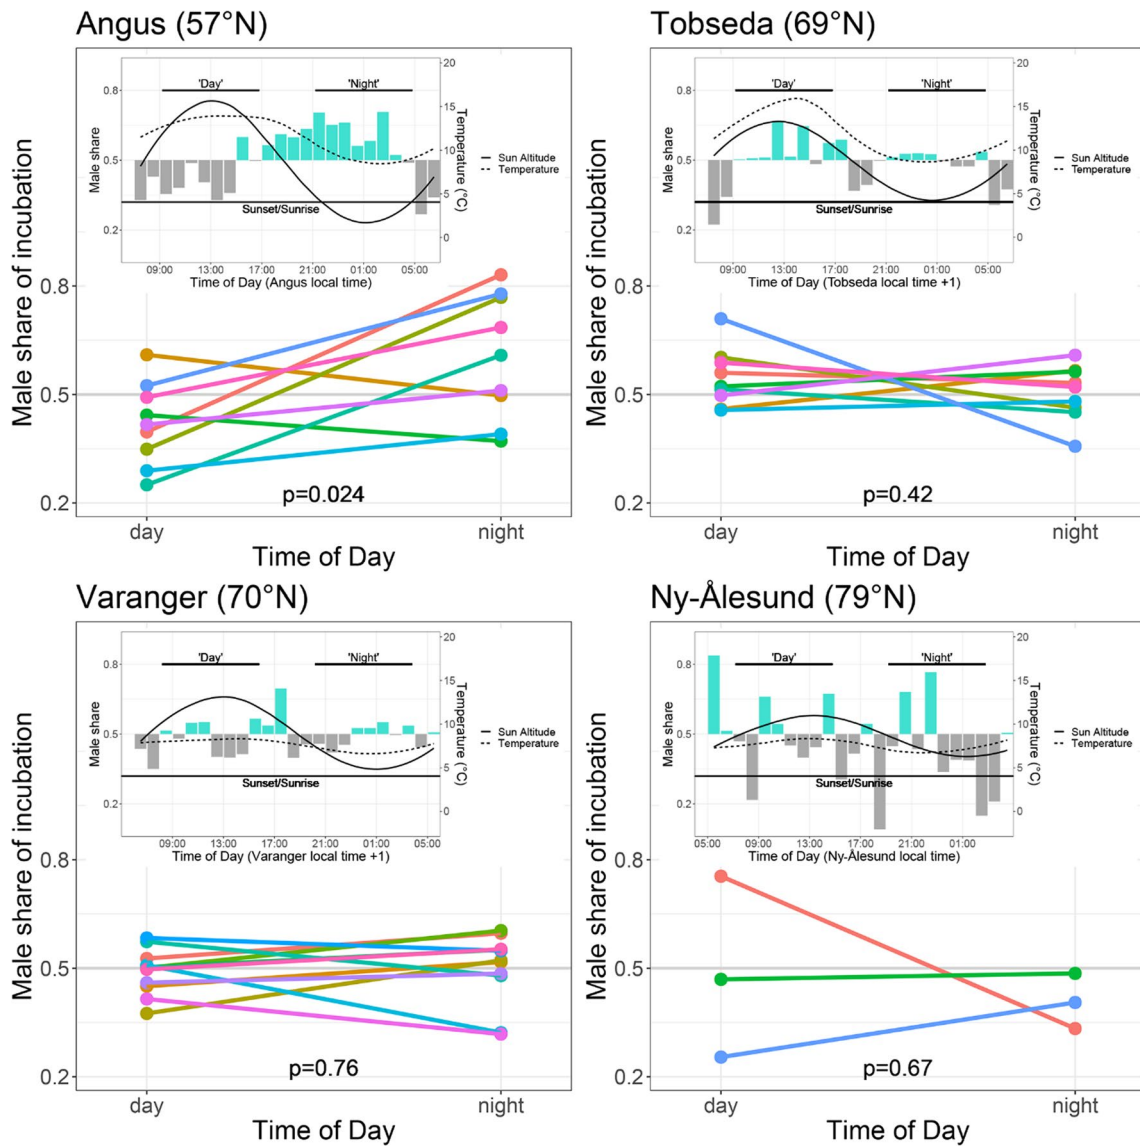 Angus (57°N)
Male share of incubation
0.8
0.5
0.2
Male share
0.8
0.5
0.2
'Day'
'Night'
20
15
10
5
0
Temperature (°C)
Sun Altitude
Temperature
Sunset/Sunrise
09:00 13:00 17:00 21:00 01:00 05:00
Time of Day (Angus local time)
p=0.024
day night
Time of Day
Tobseda (69°N)
Male share of incubation
0.8
0.5
0.2
Male share
0.8
0.5
0.2
'Day'
'Night'
20
15
10
5
0
Temperature (°C)
Sun Altitude
Temperature
Sunset/Sunrise
09:00 13:00 17:00 21:00 01:00 05:00
Time of Day (Tobseda local time +1)
p=0.42
day night
Time of Day
Varanger (70°N)
Male share of incubation
0.8
0.5
0.2
Male share
0.8
0.5
0.2
'Day'
'Night'
20
15
10
5
0
Temperature (°C)
Sun Altitude
Temperature
Sunset/Sunrise
09:00 13:00 17:00 21:00 01:00 05:00
Time of Day (Varanger local time +1)
p=0.76
day night
Time of Day
Ny-Ålesund (79°N)
Male share of incubation
0.8
0.5
0.2
Male share
0.8
0.5
0.2
'Day'
'Night'
20
15
10
5
0
Temperature (°C)
Sun Altitude
Temperature
Sunset/Sunrise
05:00 09:00 13:00 17:00 21:00 01:00
Time of Day (Ny-Ålesund local time)
p=0.67
day night
Time of Day